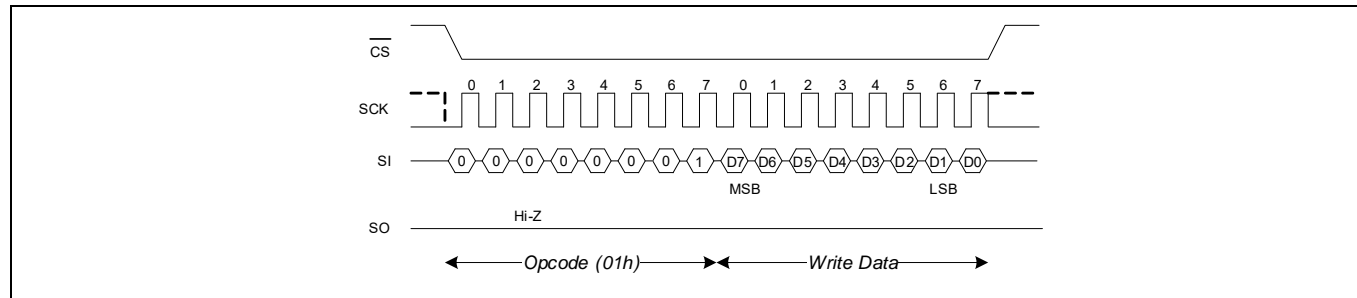 CS
0 1 2 3 4 5 6 7 0 1 2 3 4 5 6 7
SCK
SI 0 0 0 0 0 0 0 1 D7 D6 D5 D4 D3 D2 D1 D0
MSB LSB
Hi-Z
SO
Opcode (01h) Write Data